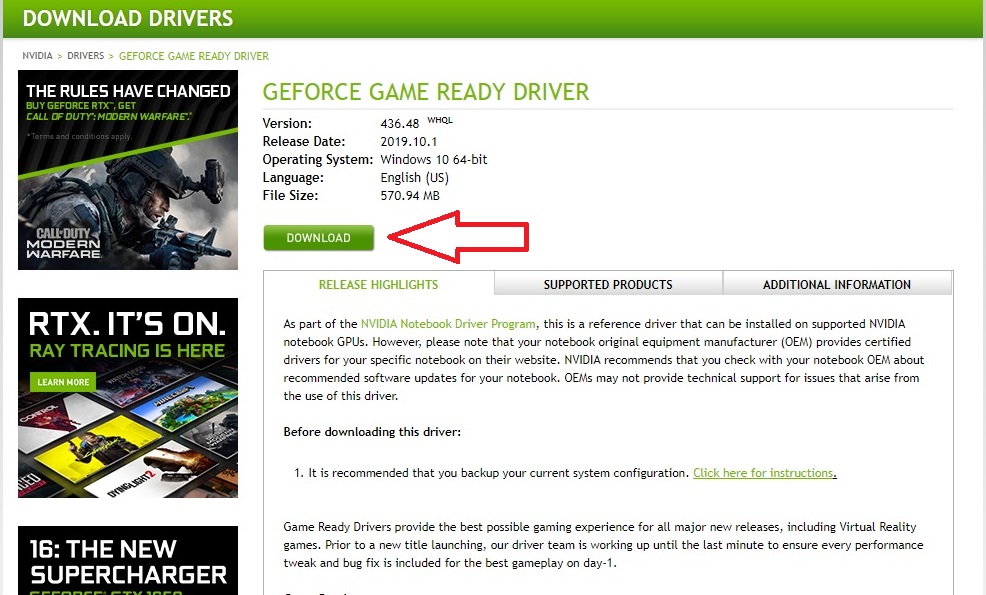 DOWNLOAD DRIVERS
NVIDIA > DRIVERS > GEFORCE GAME READY DRIVER
THE RULES HAVE CHANGED
BUY GEFORCE RTX™, GET
CALL OF DUTY®: MODERN WARFARE®.*
*Terms and conditions apply.
CALL OF DUTY
MODERN
WARFARE
GEFORCE GAME READY DRIVER
Version: 436.48 WHQL
Release Date: 2019.10.1
Operating System: Windows 10 64-bit
Language: English (US)
File Size: 570.94 MB
DOWNLOAD
RELEASE HIGHLIGHTS
SUPPORTED PRODUCTS
ADDITIONAL INFORMATION
As part of the NVIDIA Notebook Driver Program, this is a reference driver that can be installed on supported NVIDIA
notebook GPUs. However, please note that your notebook original equipment manufacturer (OEM) provides certified
drivers for your specific notebook on their website. NVIDIA recommends that you check with your notebook OEM about
recommended software updates for your notebook. OEMs may not provide technical support for issues that arise from
the use of this driver.
Before downloading this driver:
1. It is recommended that you backup your current system configuration. Click here for instructions.
Game Ready Drivers provide the best possible gaming experience for all major new releases, including Virtual Reality
games. Prior to a new title launching, our driver team is working up until the last minute to ensure every performance
tweak and bug fix is included for the best gameplay on day-1.
RTX. IT'S ON.
RAY TRACING IS HERE
LEARN MORE
CONTROL
MINECRAFT
Cyberpunk
DYING LIGHT 2
16: THE NEW
SUPERCHARGER